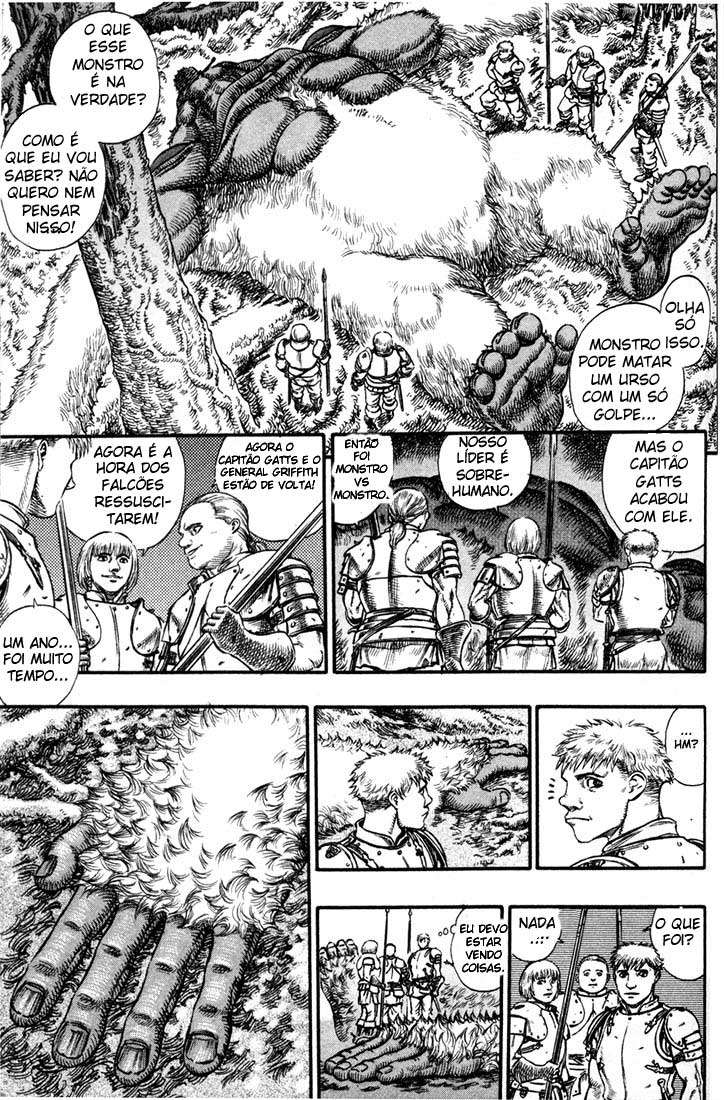 O QUE
ESSE
MONSTRO
É NA
VERDADE?
COMO É
QUE EU VOU
SABER? NÃO
QUERO NEM
PENSAR
NISSO!
OLHA
SÓ
ISSO.
MONSTRO
PODE MATAR
UM URSO
COM UM SÓ
GOLPE...
MAS O
CAPITÃO
GATTS
ACABOU
COM ELE.
NOSSO
LÍDER É
SOBRE-
HUMANO.
ENTÃO
FOI
MONSTRO
VS
MONSTRO.
AGORA O
CAPITÃO GATTS E O
GENERAL GRIFFITH
ESTÃO DE VOLTA!
AGORA É A
HORA DOS
FALCÕES
RESSUSCI-
TAREM!
UM ANO...
FOI MUITO
TEMPO...
...
HM?
O QUE
FOI?
NADA
...
EU DEVO
ESTAR
VENDO
COISAS.